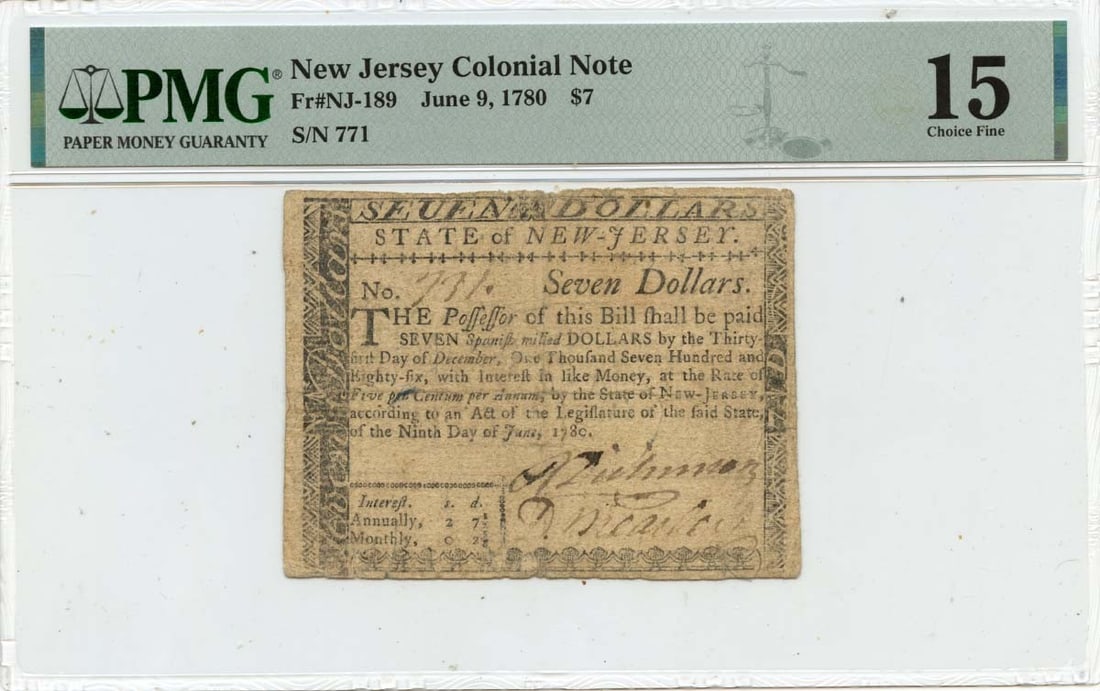 PMG®
PAPER MONEY GUARANTY
New Jersey Colonial Note
Fr#NJ-189 June 9, 1780 $7
S/N 771
15
Choice Fine
SEVEN DOLLARS
STATE of NEW-JERSEY.
No. Seven Dollars.
THE Poſſeſſor of this Bill ſhall be paid
SEVEN Spaniſh milled DOLLARS by the Thirty-
firſt Day of December, One Thouſand Seven Hundred and
Eighty-ſix, with Intereſt in like Money, at the Rate of
Five per Centum per Annum, by the State of NEW-JERSEY,
according to an Act of the Legiſlature of the ſaid State,
of the Ninth Day of June, 1780.
Intereſt. s. d.
Annually, 2 7½
Monthly, 0 2½